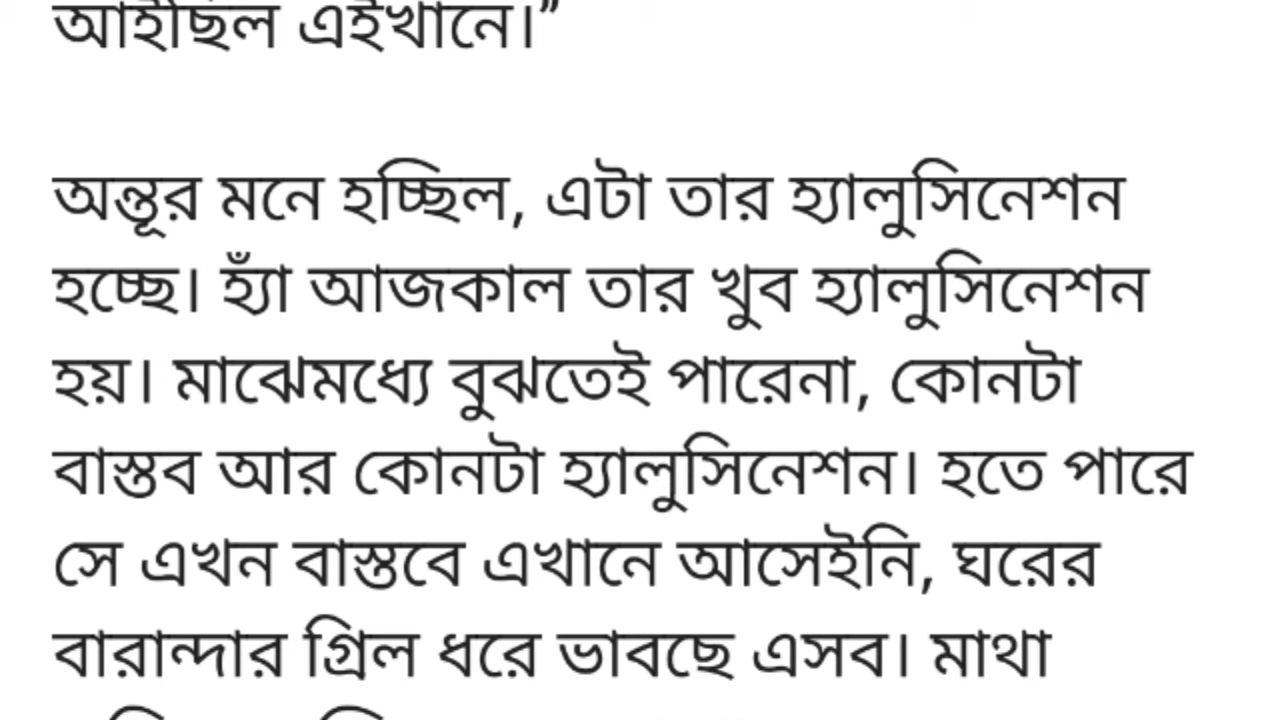 আইছিল এইখানে।”
অন্তূর মনে হচ্ছিল, এটা তার হ্যালুসিনেশন
হচ্ছে। হ্যাঁ আজকাল তার খুব হ্যালুসিনেশন
হয়। মাঝেমধ্যে বুঝতেই পারেনা, কোনটা
বাস্তব আর কোনটা হ্যালুসিনেশন। হতে পারে
সে এখন বাস্তবে এখানে আসেইনি, ঘরের
বারান্দার গ্রিল ধরে ভাবছে এসব। মাথা